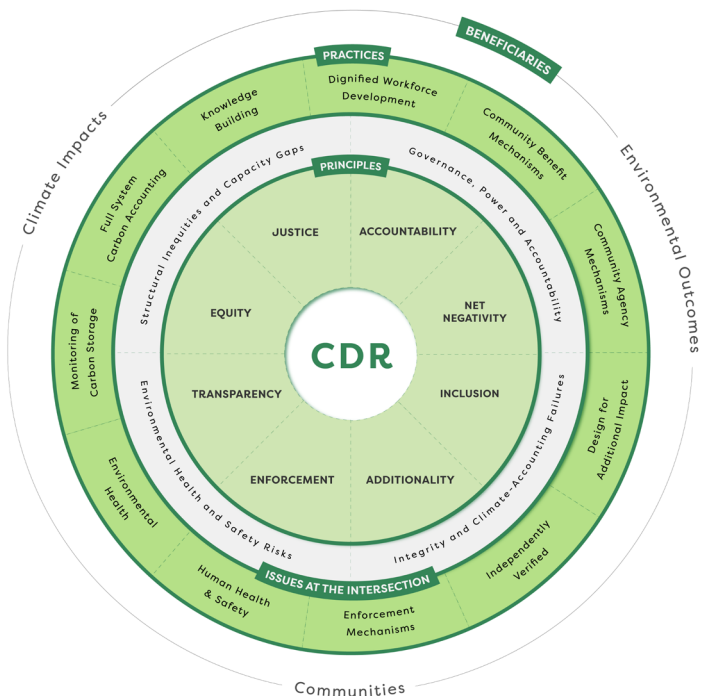 BENEFICIARIES
Climate Impacts
Environmental Outcomes
Communities
PRACTICES
Dignified Workforce
Development
Community Benefit
Mechanisms
Community Agency
Mechanisms
Design for
Additional Impact
Independently
Verified
Enforcement
Mechanisms
Human Health
& Safety
Environmental
Health
Monitoring of
Carbon Storage
Full System
Carbon Accounting
Knowledge
Building
ISSUES AT THE INTERSECTION
Structural Inequities and Capacity Gaps
Governance, Power and Accountability
Integrity and Climate-Accounting Failures
Environmental Health and Safety Risks
PRINCIPLES
JUSTICE
ACCOUNTABILITY
NET
NEGATIVITY
INCLUSION
ADDITIONALITY
ENFORCEMENT
TRANSPARENCY
EQUITY
CDR